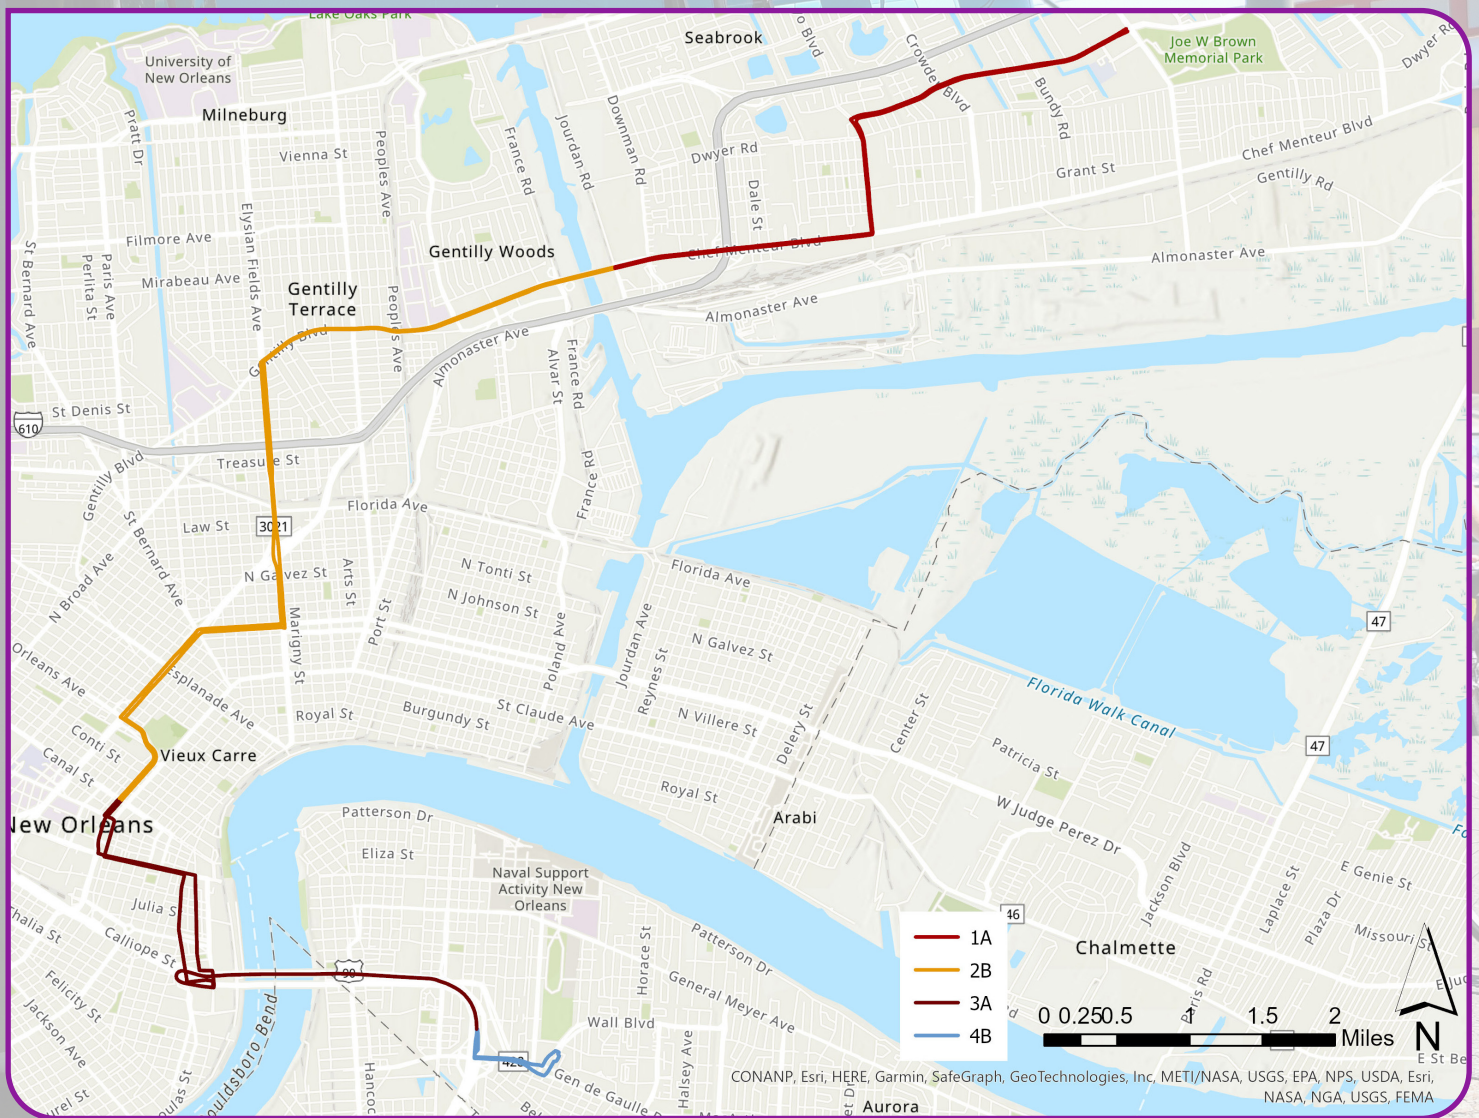 Lake Oaks Park
Seabrook
Joe W Brown
Memorial Park
Dwyer Rd
University of
New Orleans
Crowder Blvd
Milneburg
Pratt Dr
Downman Rd
Bundy Rd
Chef Menteur Blvd
Vienna St
Peoples Ave
France Rd
Jourdan Rd
Dwyer Rd
Grant St
Gentilly Rd
Dale St
Elysian Fields Ave
Filmore Ave
Gentilly Woods
Chef Menteur Blvd
Almonaster Ave
St Bernard Ave
Perlita St
Paris Ave
Mirabeau Ave
Gentilly
Terrace
Peoples Ave
Almonaster Ave
Gentilly Blvd
Almonaster Ave
Alvar St
France Rd
St Denis St
610
Treasure St
Gentilly Blvd
France Rd
Florida Ave
St Bernard Ave
Law St
3021
N Broad Ave
N Galvez St
Arts St
N Tonti St
Florida Ave
N Johnson St
Marigny St
Port St
Poland Ave
Jourdan Ave
Reynes St
N Galvez St
47
Orleans Ave
Esplanade Ave
Royal St
Burgundy St
St Claude Ave
N Villere St
Delery St
Center St
Florida Walk Canal
47
Conti St
Canal St
Vieux Carre
Patricia St
Royal St
New Orleans
Patterson Dr
Arabi
W Judge Perez Dr
Eliza St
Naval Support
Activity New
Orleans
Jackson Blvd
E Genie St
Laplace St
Plaza Dr
Julia S
halia St
Calliope St
46
Missouri St
Chalmette
Patterson Dr
Horace St
90
Felicity St
General Meyer Ave
Paris Rd
Jackson Ave
Wall Blvd
ouldsboro_Bend
428
Gen de Gaulle
Halsey Ave
Hancoc
E St Be
Aurora
1A
2B
3A
4B
0 0.25 0.5 1 1.5 2
Miles
N
CONANP, Esri, HERE, Garmin, SafeGraph, GeoTechnologies, Inc, METI/NASA, USGS, EPA, NPS, USDA, Esri,
NASA, NGA, USGS, FEMA